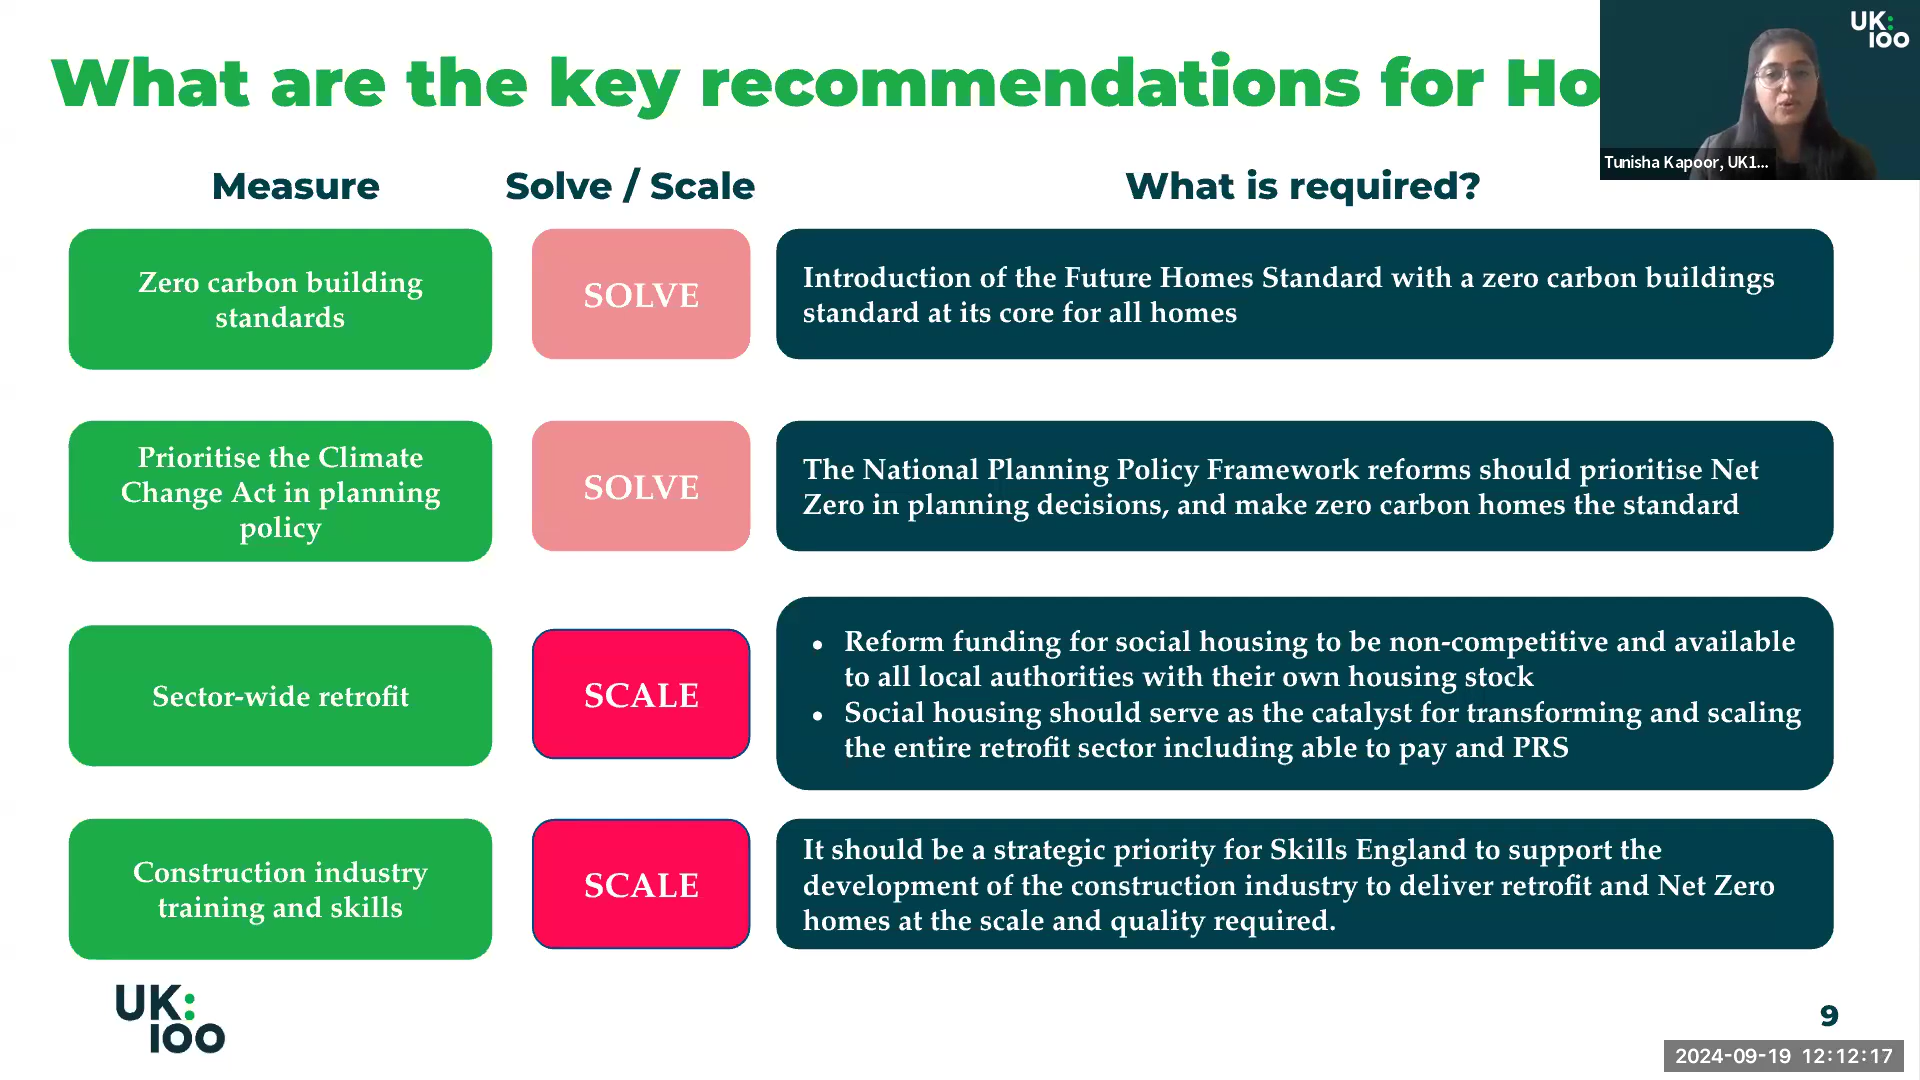 What are the key recommendations for Ho
UK:
100
Tunisha Kapoor, UK1...
Measure
Solve / Scale
What is required?
Zero carbon building
standards
SOLVE
Introduction of the Future Homes Standard with a zero carbon buildings
standard at its core for all homes
Prioritise the Climate
Change Act in planning
policy
SOLVE
The National Planning Policy Framework reforms should prioritise Net
Zero in planning decisions, and make zero carbon homes the standard
Sector-wide retrofit
SCALE
• Reform funding for social housing to be non-competitive and available
to all local authorities with their own housing stock
• Social housing should serve as the catalyst for transforming and scaling
the entire retrofit sector including able to pay and PRS
Construction industry
training and skills
SCALE
It should be a strategic priority for Skills England to support the
development of the construction industry to deliver retrofit and Net Zero
homes at the scale and quality required.
UK:
100
9
2024-09-19 12:12:17